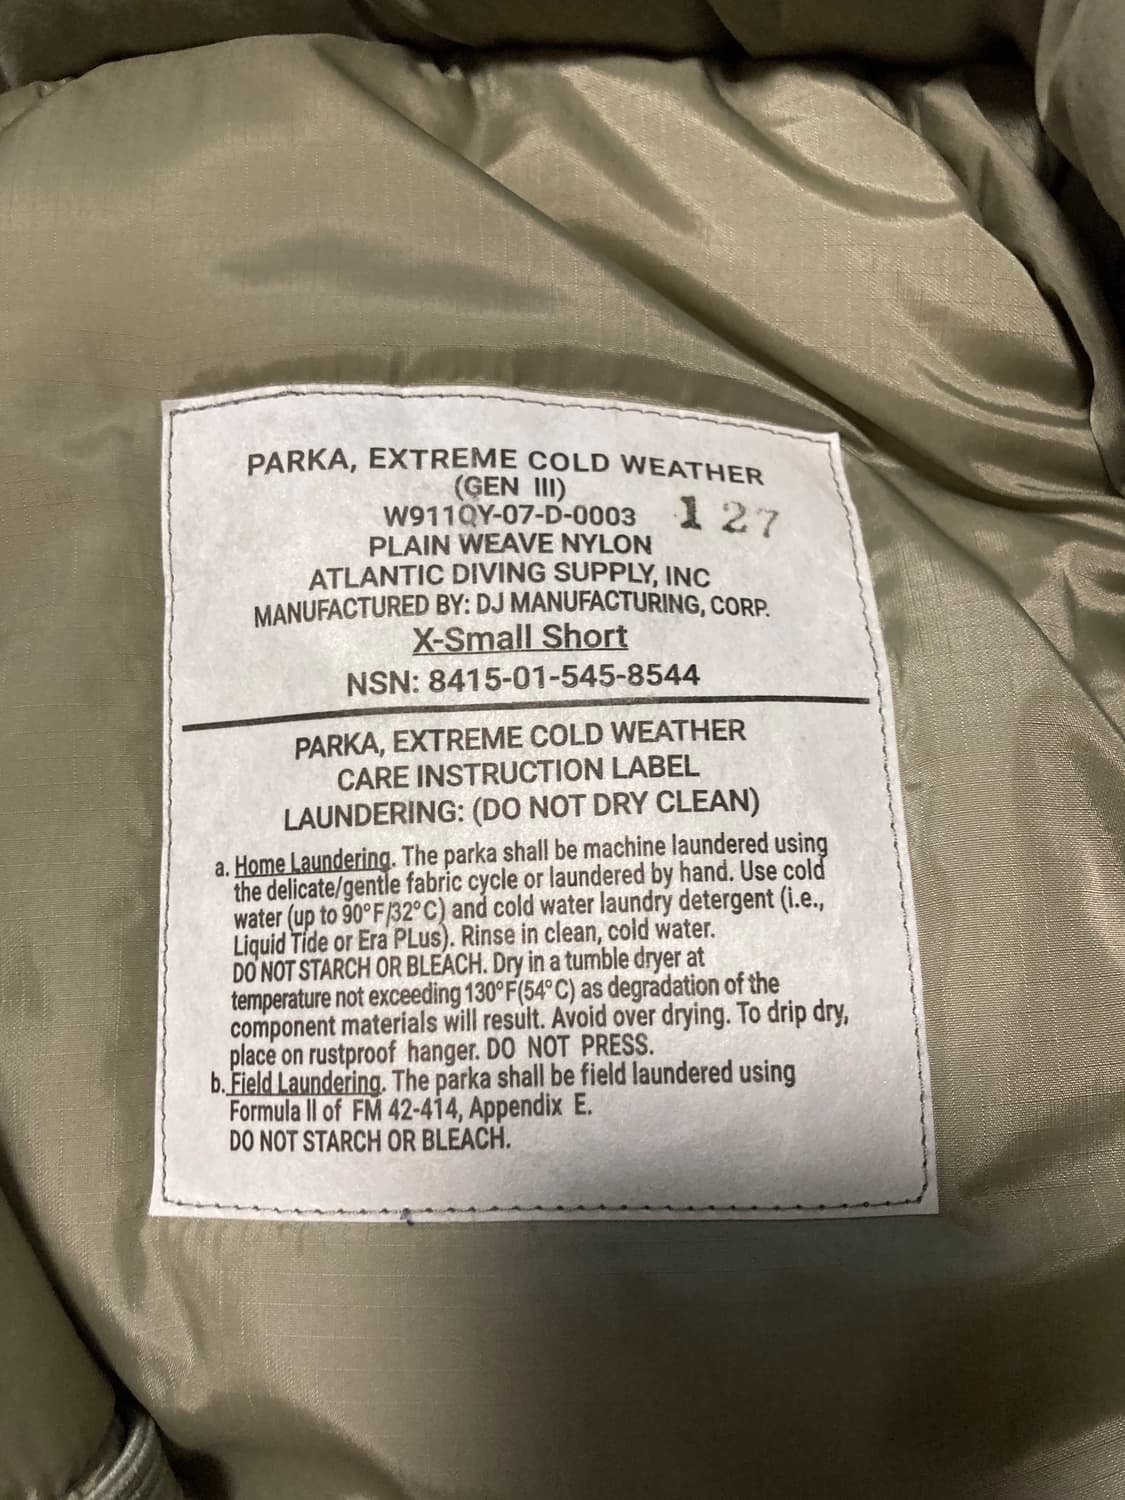 PARKA, EXTREME COLD WEATHER
(GEN III)
W911QY-07-D-0003 127
PLAIN WEAVE NYLON
ATLANTIC DIVING SUPPLY, INC
MANUFACTURED BY: DJ MANUFACTURING, CORP.
X-Small Short
NSN: 8415-01-545-8544
PARKA, EXTREME COLD WEATHER
CARE INSTRUCTION LABEL
LAUNDERING: (DO NOT DRY CLEAN)
a. Home Laundering. The parka shall be machine laundered using
the delicate/gentle fabric cycle or laundered by hand. Use cold
water (up to 90°F/32°C) and cold water laundry detergent (i.e.,
Liquid Tide or Era PLus). Rinse in clean, cold water.
DO NOT STARCH OR BLEACH. Dry in a tumble dryer at
temperature not exceeding 130°F(54°C) as degradation of the
component materials will result. Avoid over drying. To drip dry,
place on rustproof hanger. DO NOT PRESS.
b. Field Laundering. The parka shall be field laundered using
Formula II of FM 42-414, Appendix E.
DO NOT STARCH OR BLEACH.